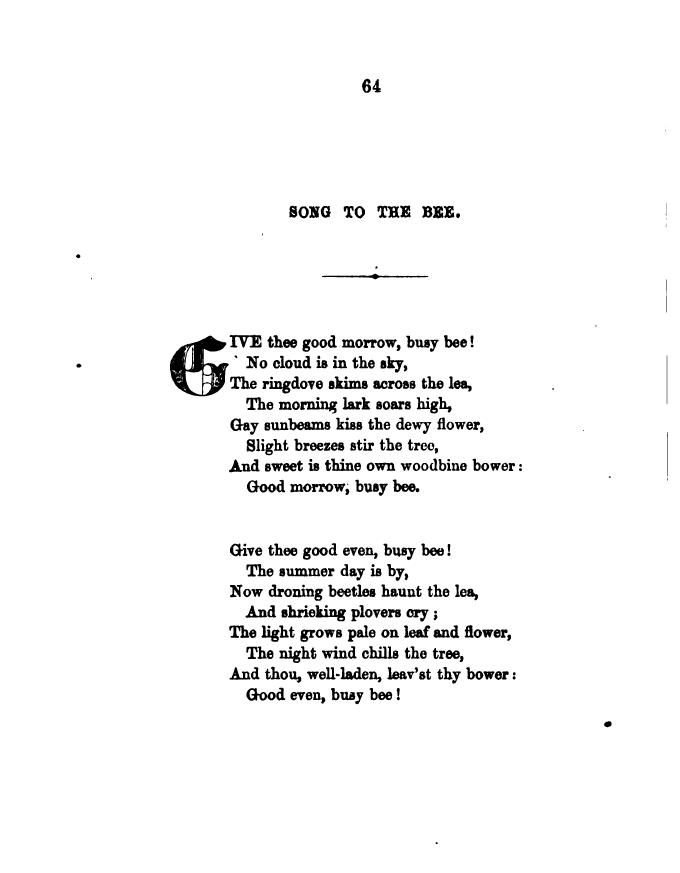 64
SONG TO THE BEE.
GIVE thee good morrow, busy bee!
No cloud is in the sky,
The ringdove skims across the lea,
The morning lark soars high,
Gay sunbeams kiss the dewy flower,
Slight breezes stir the tree,
And sweet is thine own woodbine bower:
Good morrow, busy bee.
Give thee good even, busy bee!
The summer day is by,
Now droning beetles haunt the lea,
And shrieking plovers cry;
The light grows pale on leaf and flower,
The night wind chills the tree,
And thou, well-laden, leav'st thy bower:
Good even, busy bee!